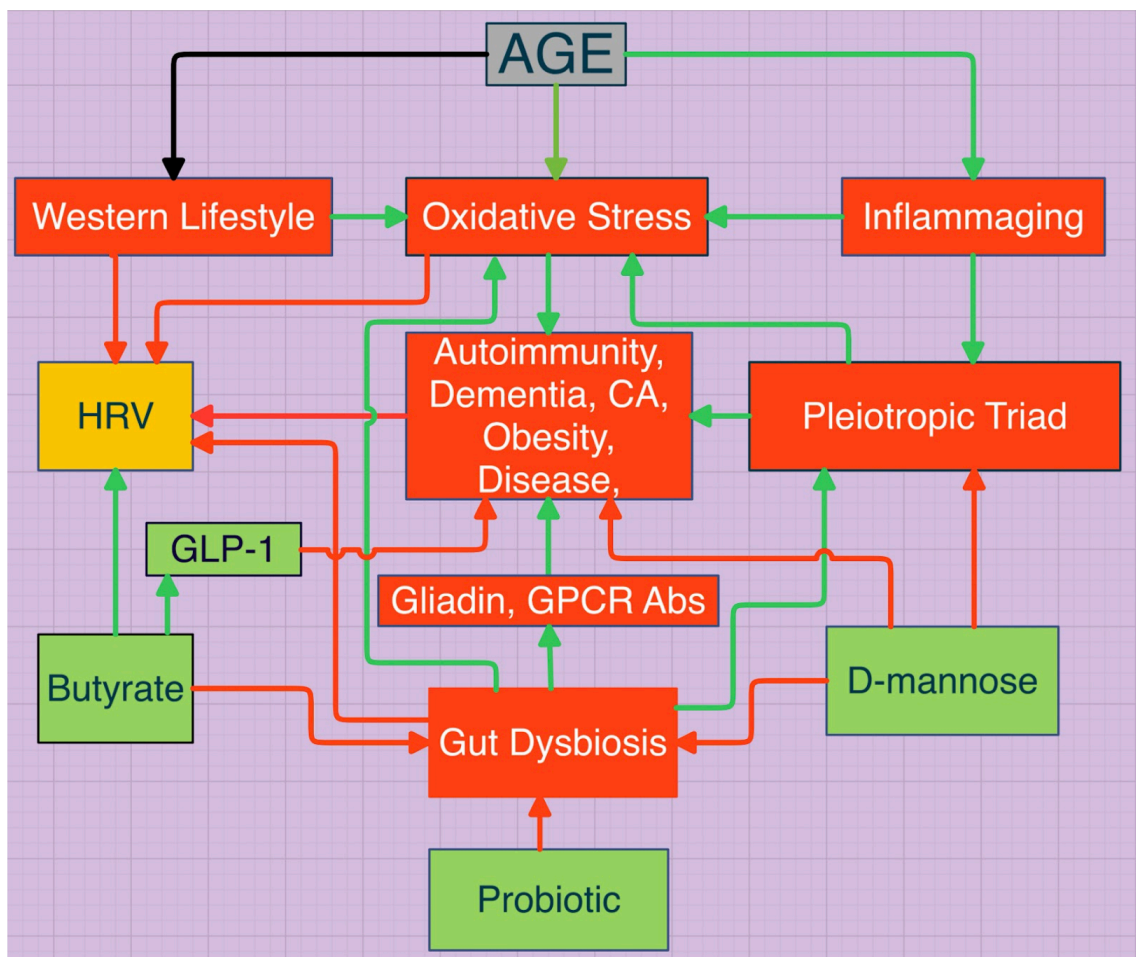 AGE
Western Lifestyle
Oxidative Stress
Inflammaging
HRV
Autoimmunity,
Dementia, CA,
Obesity,
Disease,
Pleiotropic Triad
GLP-1
Gliadin, GPCR Abs
Butyrate
D-mannose
Gut Dysbiosis
Probiotic